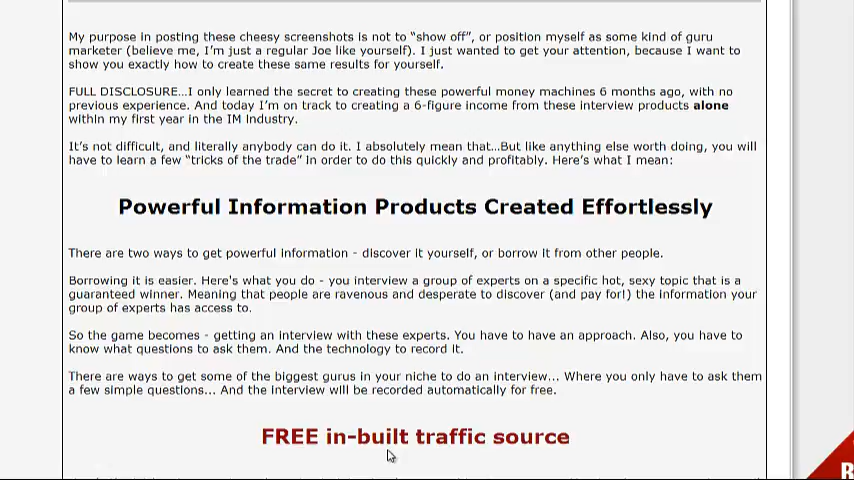 My purpose in posting these cheesy screenshots is not to “show off”, or position myself as some kind of guru
marketer (believe me, I’m just a regular Joe like yourself). I just wanted to get your attention, because I want to
show you exactly how to create these same results for yourself.
FULL DISCLOSURE...I only learned the secret to creating these powerful money machines 6 months ago, with no
previous experience. And today I’m on track to creating a 6-figure income from these interview products alone
within my first year in the IM Industry.
It’s not difficult, and literally anybody can do it. I absolutely mean that...But like anything else worth doing, you will
have to learn a few “tricks of the trade” in order to do this quickly and profitably. Here’s what I mean:
Powerful Information Products Created Effortlessly
There are two ways to get powerful information - discover it yourself, or borrow it from other people.
Borrowing it is easier. Here's what you do - you interview a group of experts on a specific hot, sexy topic that is a
guaranteed winner. Meaning that people are ravenous and desperate to discover (and pay for!) the information your
group of experts has access to.
So the game becomes - getting an interview with these experts. You have to have an approach. Also, you have to
know what questions to ask them. And the technology to record it.
There are ways to get some of the biggest gurus in your niche to do an interview... Where you only have to ask them
a few simple questions... And the interview will be recorded automatically for free.
FREE in-built traffic source